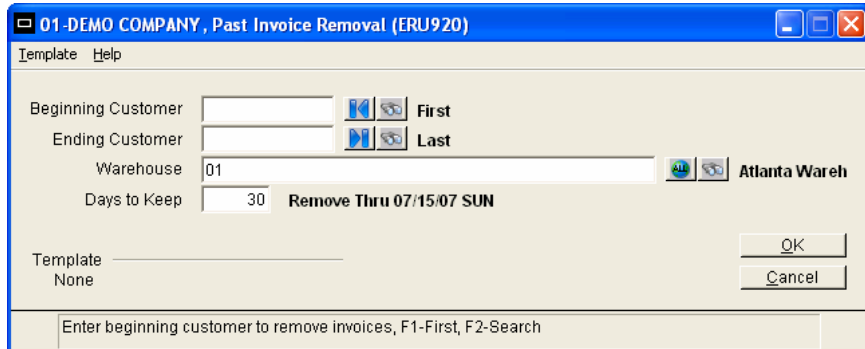 01-DEMO COMPANY, Past Invoice Removal (ERU920)
Template Help
Beginning Customer First
Ending Customer Last
Warehouse 01 ALL Atlanta Wareh
Days to Keep 30 Remove Thru 07/15/07 SUN
OK
Template
None
Cancel
Enter beginning customer to remove invoices, F1-First, F2-Search